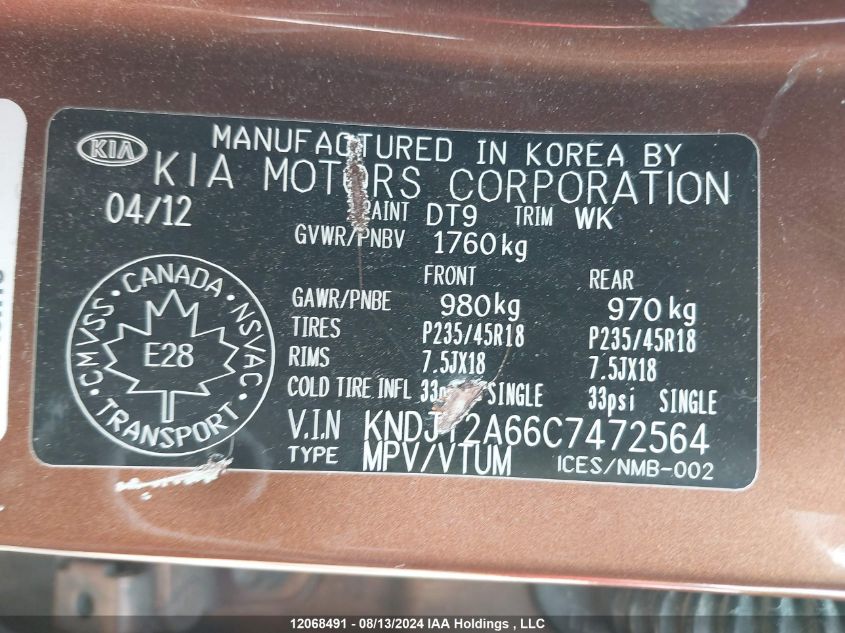 KIA
MANUFACTURED IN KOREA BY
KIA MOTORS CORPORATION
04/12 PAINT DT9 TRIM WK
GVWR/PNBV 1760kg
FRONT REAR
GAWR/PNBE 980kg 970kg
TIRES P235/45R18 P235/45R18
RIMS 7.5JX18 7.5JX18
COLD TIRE INFL 33psi SINGLE 33psi SINGLE
V.I.N
TYPE MPV/VTUM ICES/NMB-002
CANADA
CMVSS • NSVAC
E28
TRANSPORT
12068491 - 08/13/2024 IAA Holdings , LLC